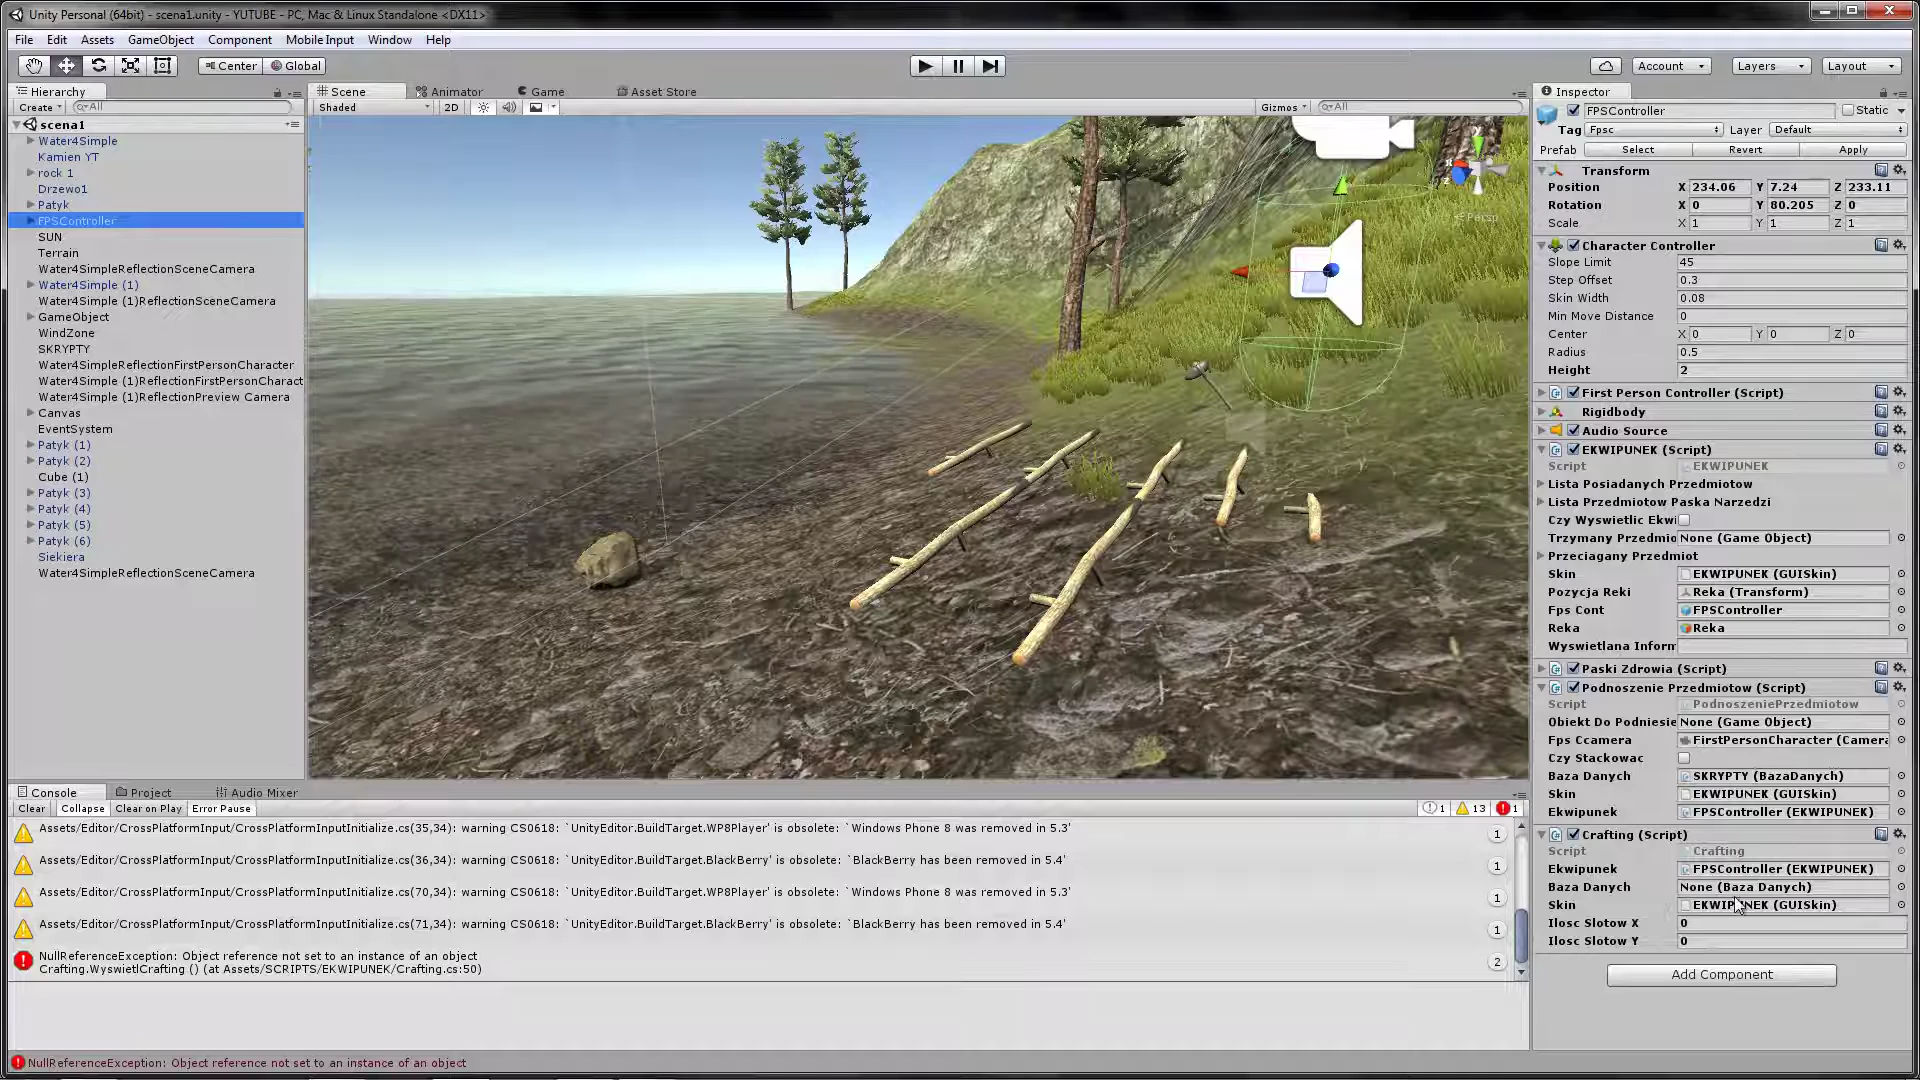 Unity Personal (64bit) - scena1.unity - YUTUBE - PC, Mac & Linux Standalone <DX11>
File Edit Assets GameObject Component Mobile Input Window Help
Center Global Account Layers Layout
Hierarchy
Create All
scena1
Water4Simple
Kamien YT
rock 1
Drzewo1
Patyk
FPSController
SUN
Terrain
Water4SimpleReflectionSceneCamera
Water4Simple (1)
Water4Simple (1)ReflectionSceneCamera
GameObject
WindZone
SKRYPTY
Water4SimpleReflectionFirstPersonCharacter
Water4Simple (1)ReflectionFirstPersonCharact
Water4Simple (1)ReflectionPreview Camera
Canvas
EventSystem
Patyk (1)
Patyk (2)
Cube (1)
Patyk (3)
Patyk (4)
Patyk (5)
Patyk (6)
Siekiera
Water4SimpleReflectionSceneCamera
Scene Animator Game Asset Store
Shaded 2D Gizmos All
y
x
z
Persp
Console Project Audio Mixer
Clear Collapse Clear on Play Error Pause 1 13 1
Assets/Editor/CrossPlatformInput/CrossPlatformInputInitialize.cs(35,34): warning CS0618: `UnityEditor.BuildTarget.WP8Player' is obsolete: `Windows Phone 8 was removed in 5.3' 1
Assets/Editor/CrossPlatformInput/CrossPlatformInputInitialize.cs(36,34): warning CS0618: `UnityEditor.BuildTarget.BlackBerry' is obsolete: `BlackBerry has been removed in 5.4' 1
Assets/Editor/CrossPlatformInput/CrossPlatformInputInitialize.cs(70,34): warning CS0618: `UnityEditor.BuildTarget.WP8Player' is obsolete: `Windows Phone 8 was removed in 5.3' 1
Assets/Editor/CrossPlatformInput/CrossPlatformInputInitialize.cs(71,34): warning CS0618: `UnityEditor.BuildTarget.BlackBerry' is obsolete: `BlackBerry has been removed in 5.4' 1
NullReferenceException: Object reference not set to an instance of an object
Crafting.WyswietlCrafting () (at Assets/SCRIPTS/EKWIPUNEK/Crafting.cs:50) 2
NullReferenceException: Object reference not set to an instance of an object
Inspector
FPSController Static
Tag Fpsc Layer Default
Prefab Select Revert Apply
Transform
Position X 234.06 Y 7.24 Z 233.11
Rotation X 0 Y 80.205 Z 0
Scale X 1 Y 1 Z 1
Character Controller
Slope Limit 45
Step Offset 0.3
Skin Width 0.08
Min Move Distance 0
Center X 0 Y 0 Z 0
Radius 0.5
Height 2
First Person Controller (Script)
Rigidbody
Audio Source
EKWIPUNEK (Script)
Script EKWIPUNEK
Lista Posiadanych Przedmiotow
Lista Przedmiotow Paska Narzedzi
Czy Wyswietlic Ekwi
Trzymany Przedmio None (Game Object)
Przeciagany Przedmiot
Skin EKWIPUNEK (GUISkin)
Pozycja Reki Reka (Transform)
Fps Cont FPSController
Reka Reka
Wyswietlana Inform
Paski Zdrowia (Script)
Podnoszenie Przedmiotow (Script)
Script PodnoszeniePrzedmiotow
Obiekt Do Podniesie None (Game Object)
Fps Ccamera FirstPersonCharacter (Camera
Czy Stackowac
Baza Danych SKRYPTY (BazaDanych)
Skin EKWIPUNEK (GUISkin)
Ekwipunek FPSController (EKWIPUNEK)
Crafting (Script)
Script Crafting
Ekwipunek FPSController (EKWIPUNEK)
Baza Danych None (Baza Danych)
Skin EKWIPUNEK (GUISkin)
Ilosc Slotow X 0
Ilosc Slotow Y 0
Add Component